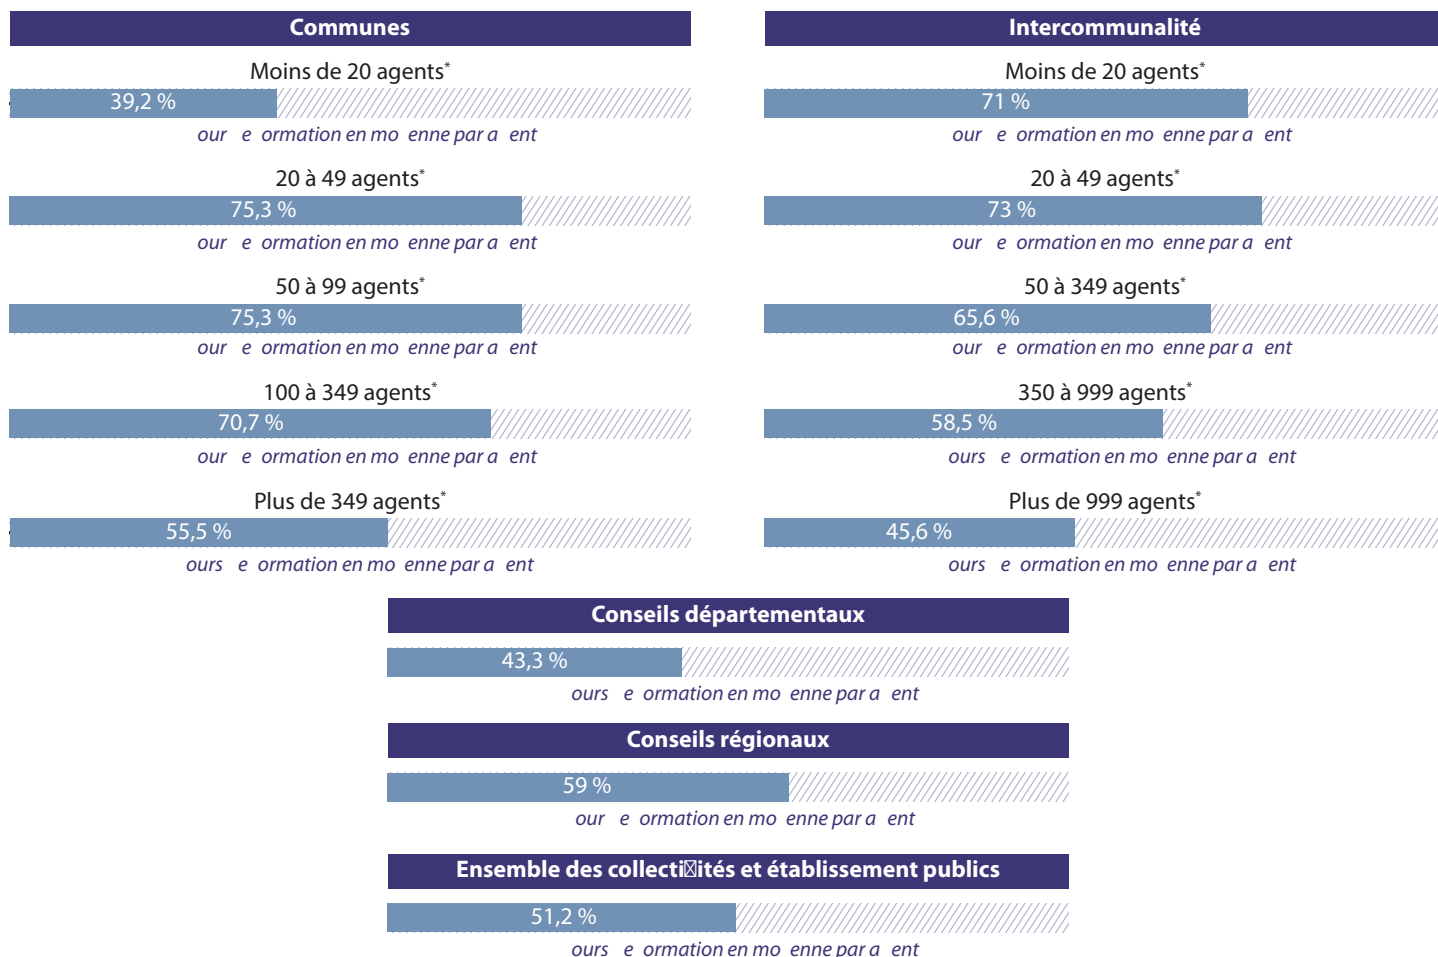 Communes
Moins de 20 agents*
39,2 %
our e ormation en mo enne par a ent
20 à 49 agents*
75,3 %
our e ormation en mo enne par a ent
50 à 99 agents*
75,3 %
our e ormation en mo enne par a ent
100 à 349 agents*
70,7 %
our e ormation en mo enne par a ent
Plus de 349 agents*
55,5 %
ours e ormation en mo enne par a ent
Intercommunalité
Moins de 20 agents*
71 %
our e ormation en mo enne par a ent
20 à 49 agents*
73 %
our e ormation en mo enne par a ent
50 à 349 agents*
65,6 %
our e ormation en mo enne par a ent
350 à 999 agents*
58,5 %
ours e ormation en mo enne par a ent
Plus de 999 agents*
45,6 %
ours e ormation en mo enne par a ent
Conseils départementaux
43,3 %
ours e ormation en mo enne par a ent
Conseils régionaux
59 %
our e ormation en mo enne par a ent
Ensemble des collecti☒ités et établissement publics
51,2 %
ours e ormation en mo enne par a ent